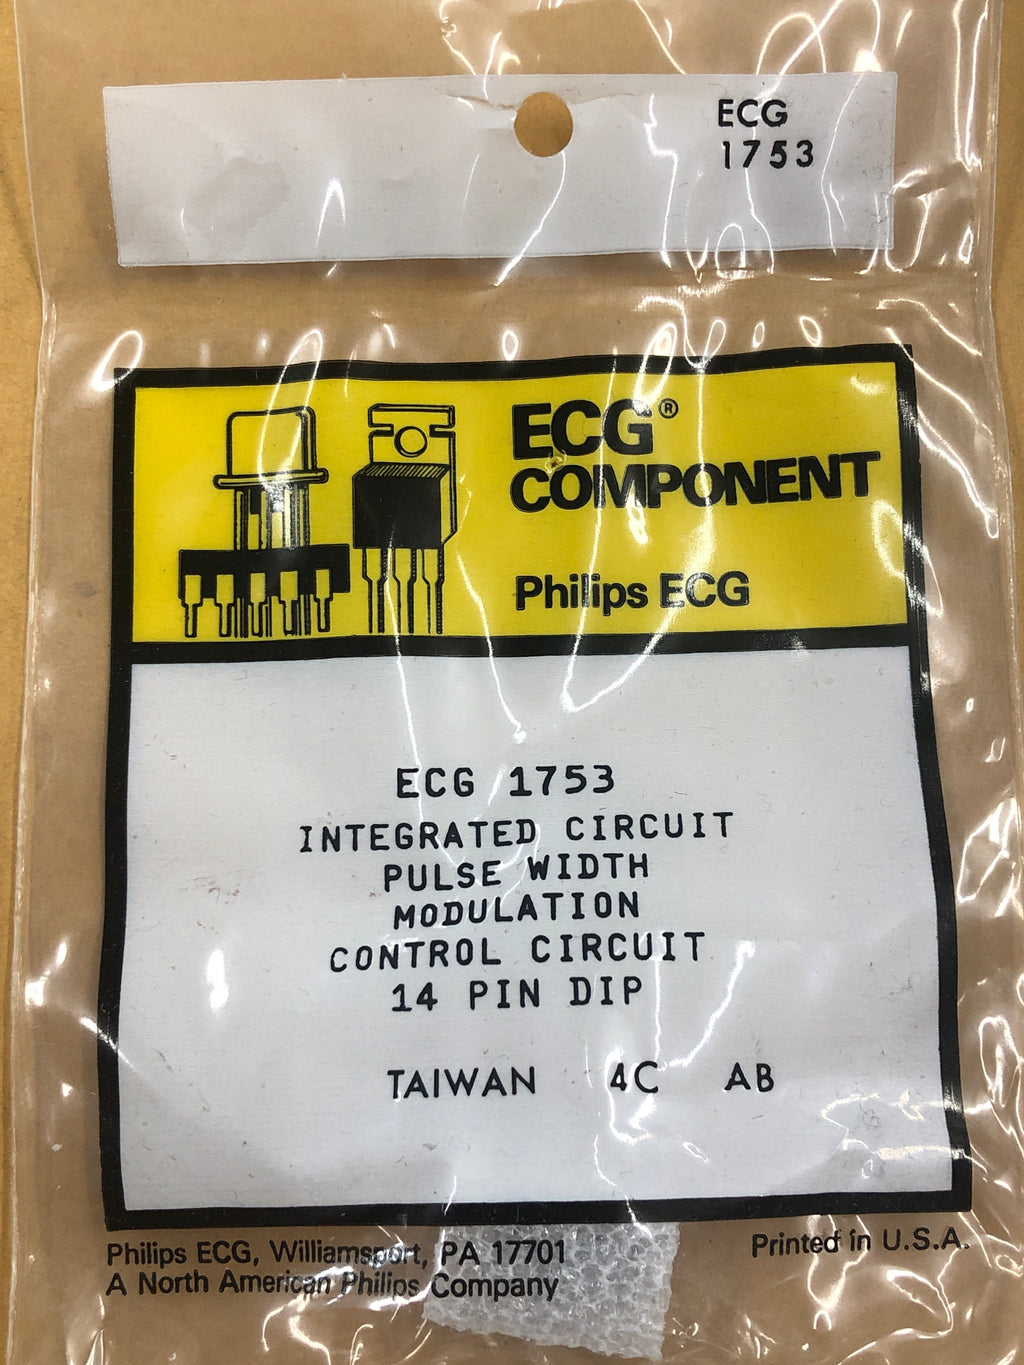 ECG
1753
ECG®
COMPONENT
Philips ECG
ECG 1753
INTEGRATED CIRCUIT
PULSE WIDTH
MODULATION
CONTROL CIRCUIT
14 PIN DIP
TAIWAN 4C AB
Philips ECG, Williamsport, PA 17701
A North American Philips Company
Printed in U.S.A.